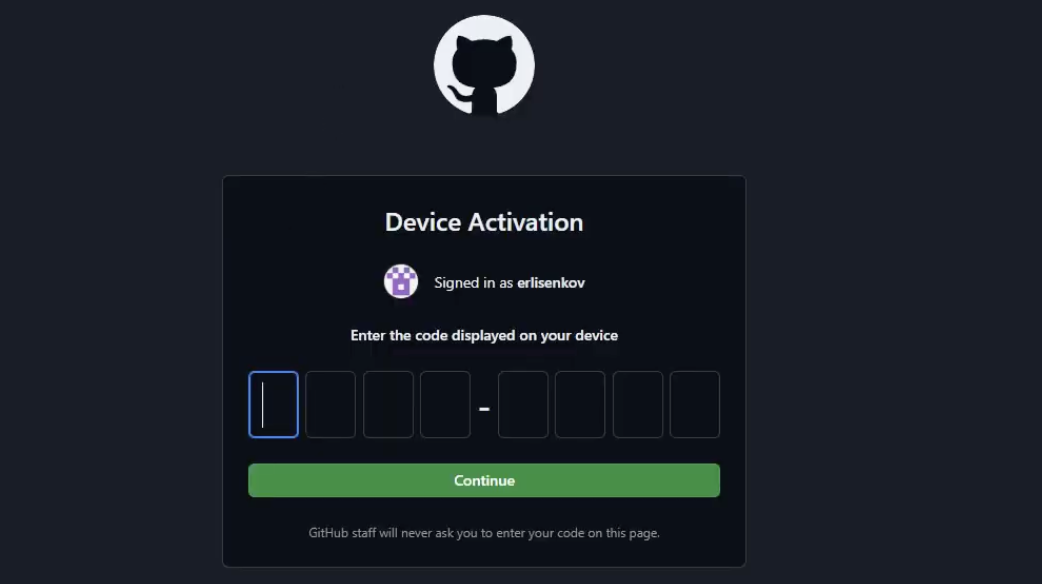 Device Activation
Signed in as erlisenkov
Enter the code displayed on your device
-
Continue
GitHub staff will never ask you to enter your code on this page.